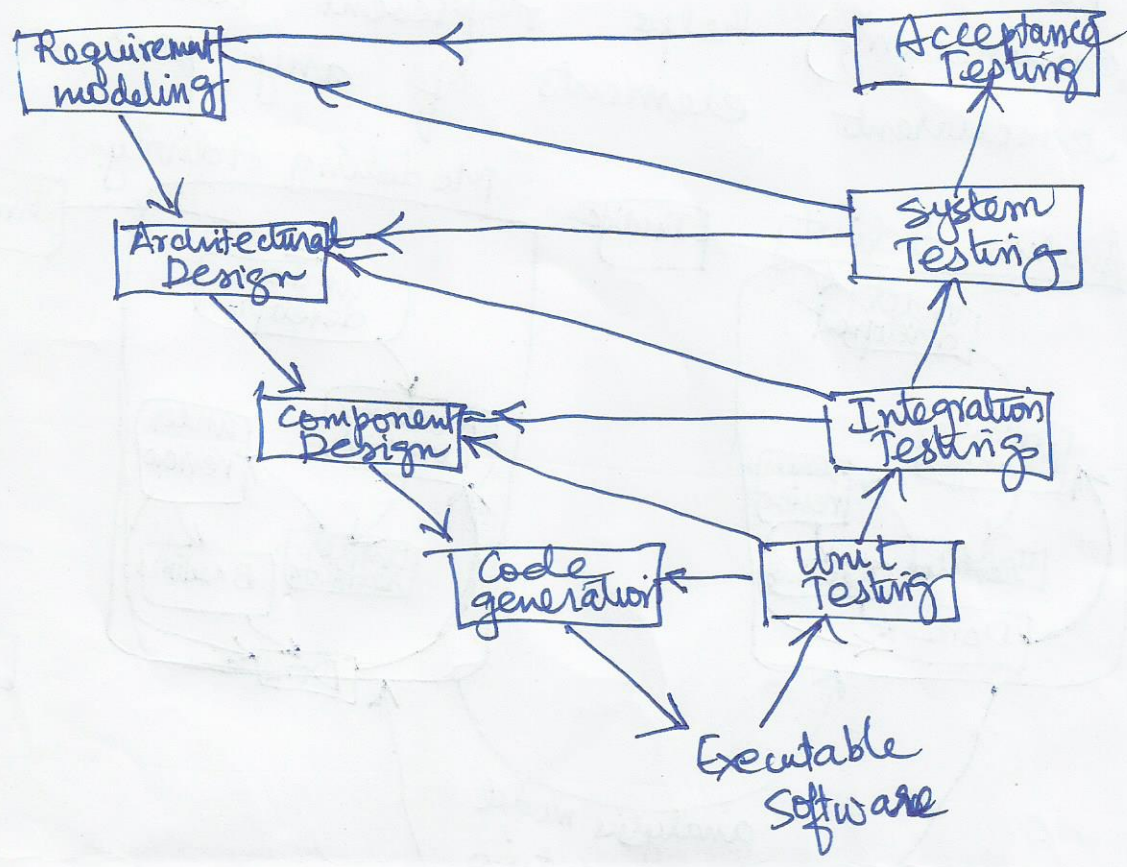 Requirement
modeling
Acceptance
Testing
System
Testing
Architectural
Design
Integration
Testing
Component
Design
Unit
Testing
Code
generation
Executable
Software